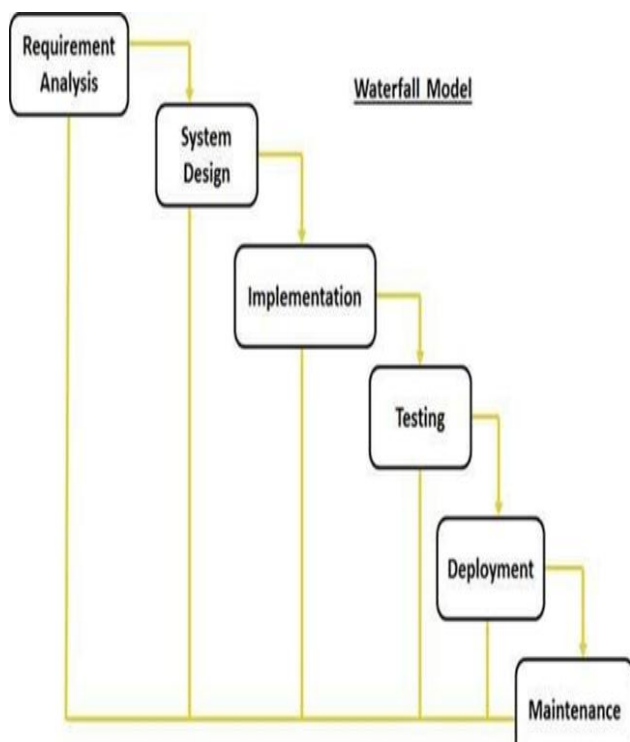 Requirement
Analysis
Waterfall Model
System
Design
Implementation
Testing
Deployment
Maintenance